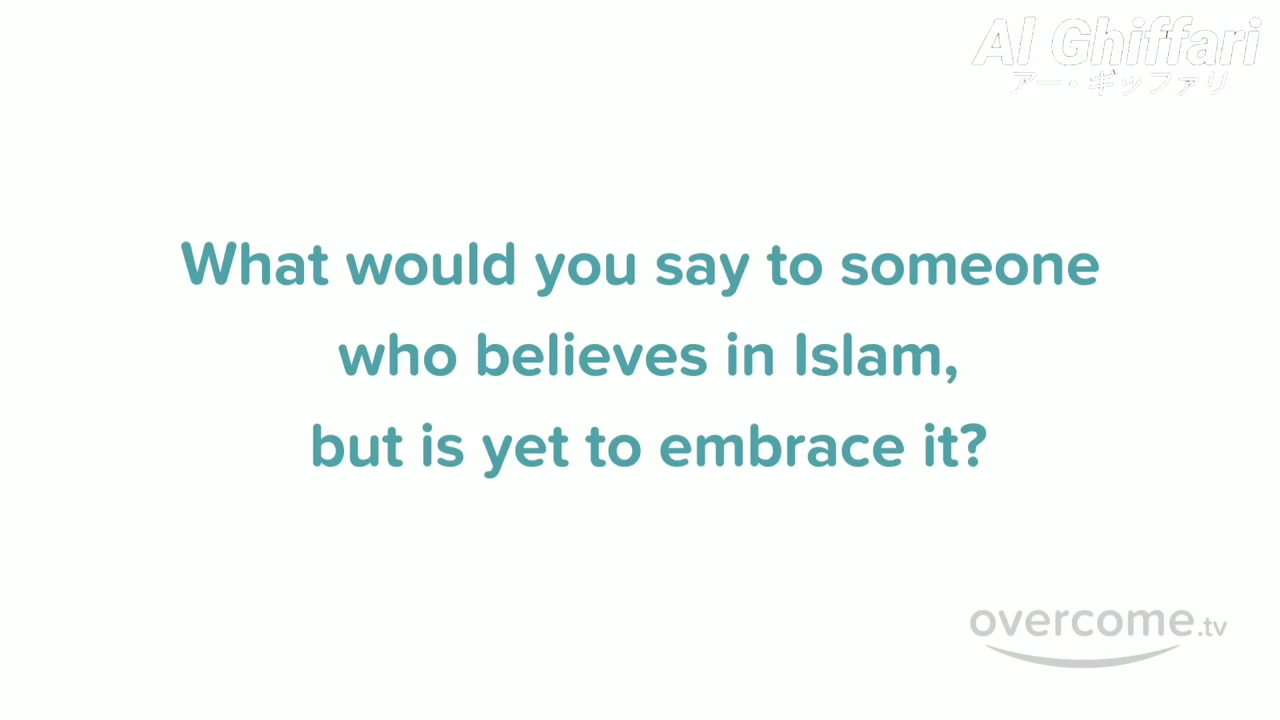 Al Ghiffari
アー・ギッファリ
What would you say to someone
who believes in Islam,
but is yet to embrace it?
overcome.tv